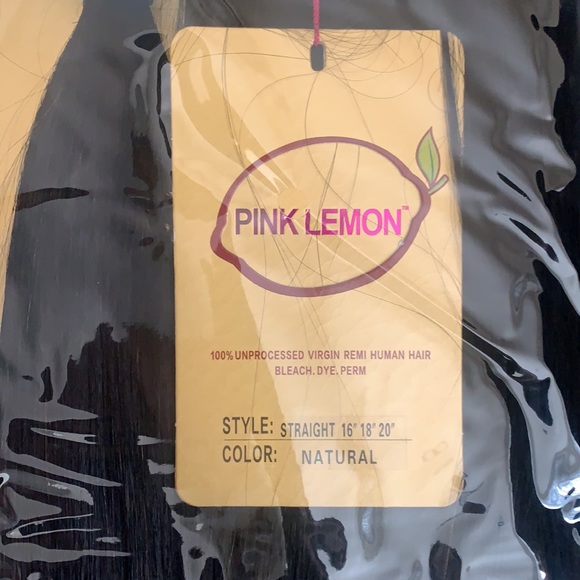 PINK LEMON™
100% UNPROCESSED VIRGIN REMI HUMAN HAIR
BLEACH.DYE.PERM
STYLE: STRAIGHT 16" 18" 20"
COLOR: NATURAL